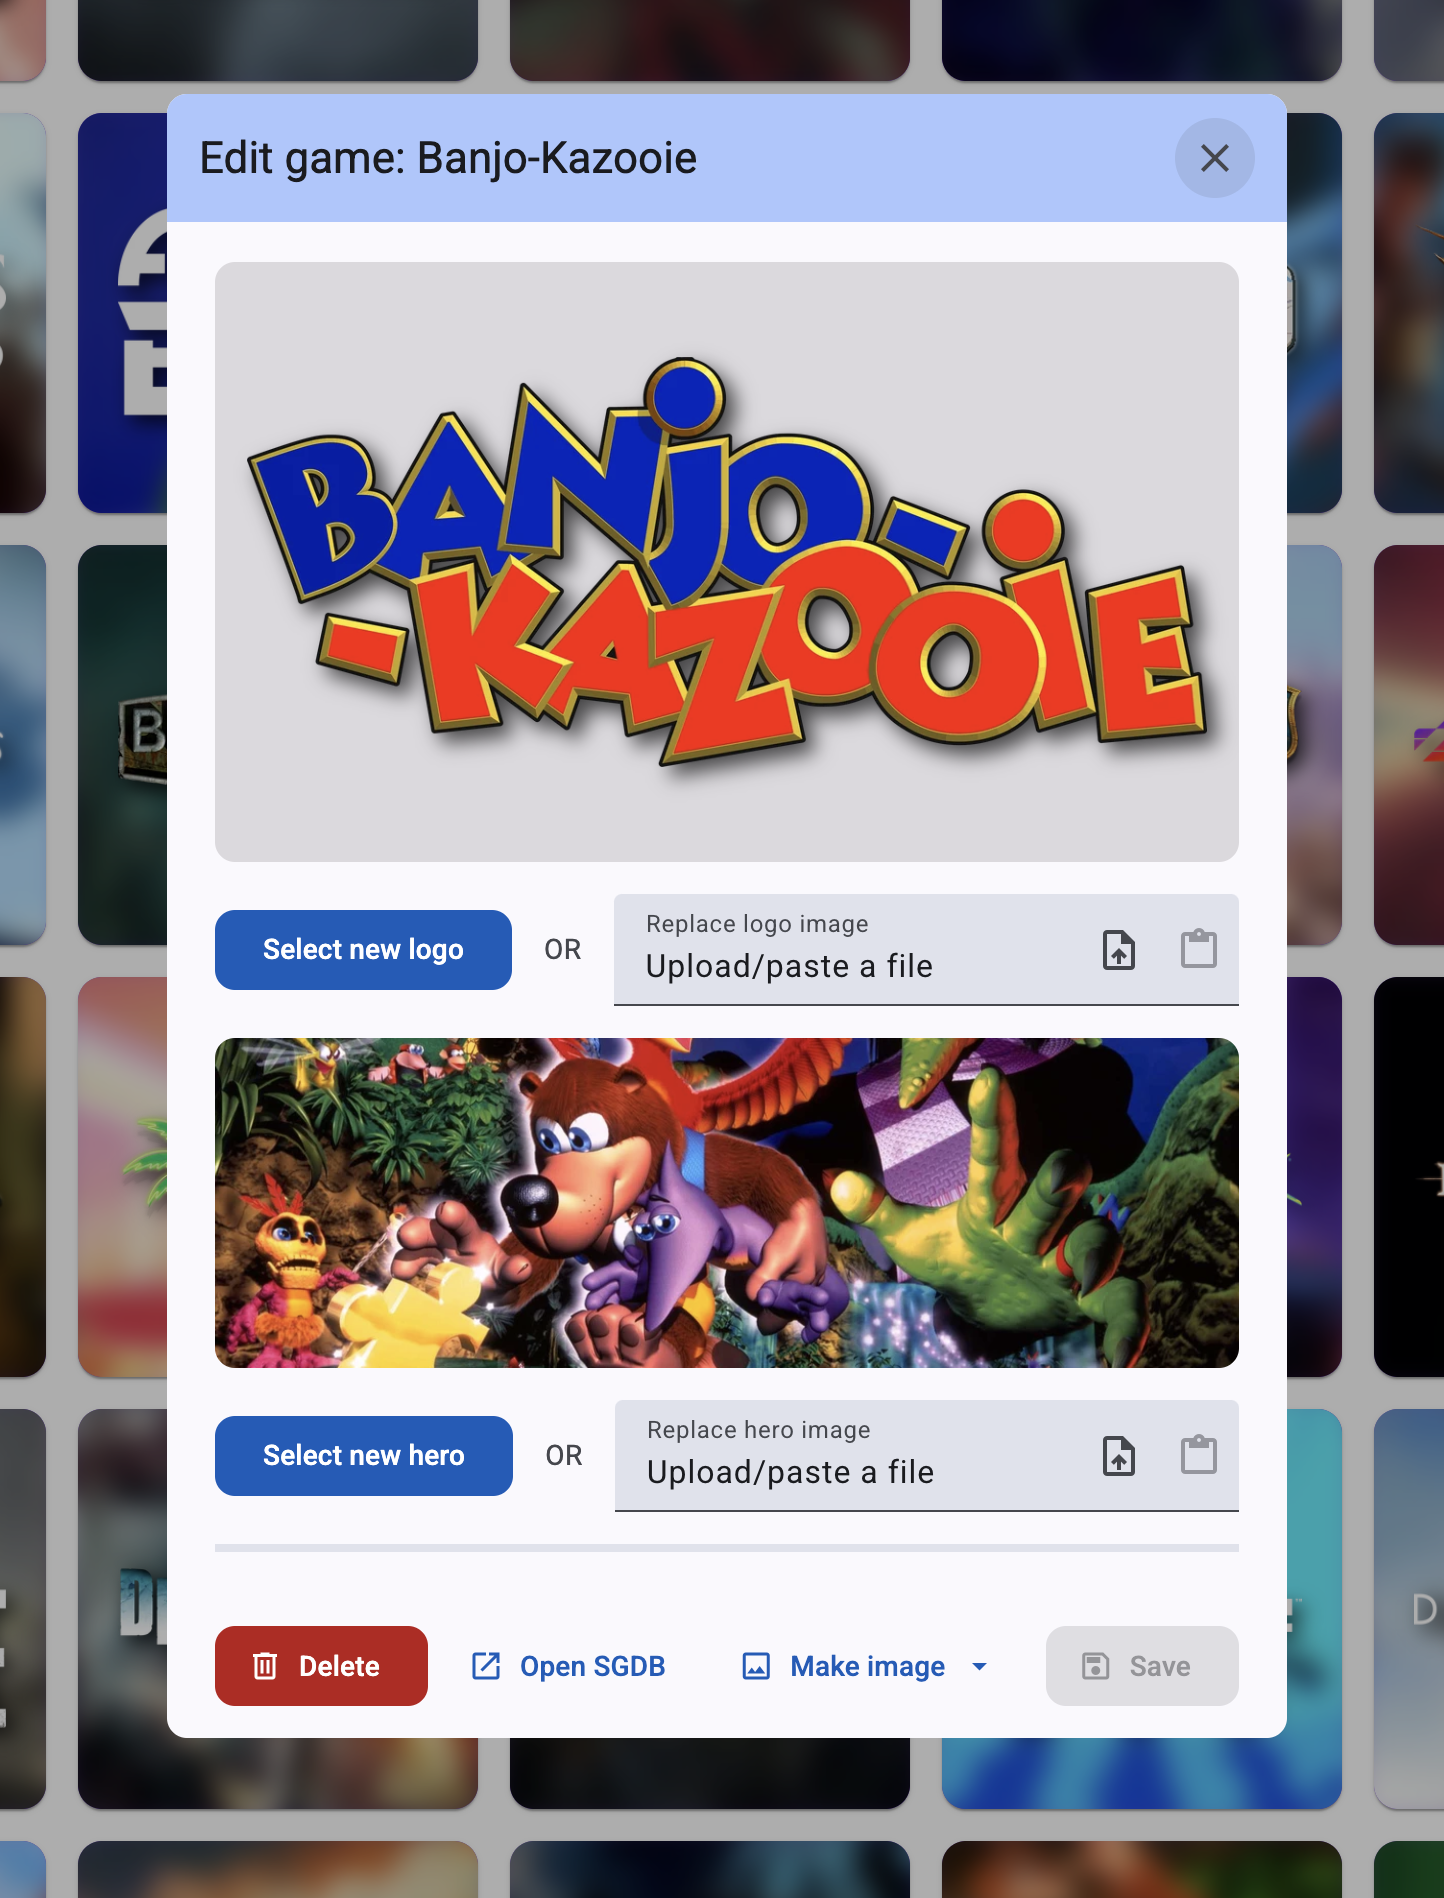 Edit game: Banjo-Kazooie
BANJO-
-KAZOOIE
Select new logo
OR
Replace logo image
Upload/paste a file
Select new hero
OR
Replace hero image
Upload/paste a file
Delete
Open SGDB
Make image
Save